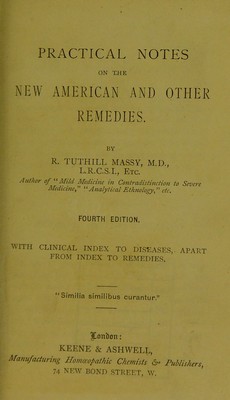 PRACTICAL NOTES
ON THE
NEW AMERICAN AND OTHER
REMEDIES.
BY
R. TUTHILL MASSY, M.D.,
L.R.C.S.I., ETC.
Author of "Mild Medicine in Contradistinction to Severe
Medicine," "Analytical Ethnology," etc.
FOURTH EDITION.
WITH CLINICAL INDEX TO DISEASES, APART
FROM INDEX TO REMEDIES.
"Similia similibus curantur."
London:
KEENE & ASHWELL,
Manufacturing Homœopathic Chemists & Publishers,
74 NEW BOND STREET, W.